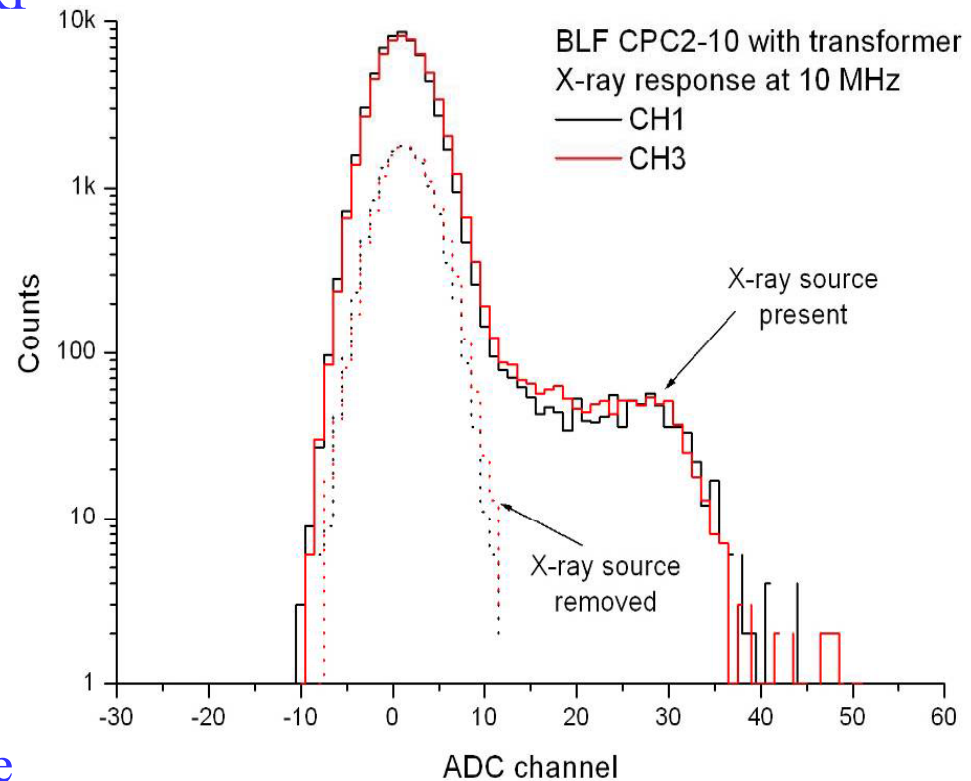 10k
1k
100
10
1
Counts
-30 -20 -10 0 10 20 30 40 50 60
ADC channel
BLF CPC2-10 with transformer
X-ray response at 10 MHz
CH1
CH3
X-ray source
present
X-ray source
removed
e